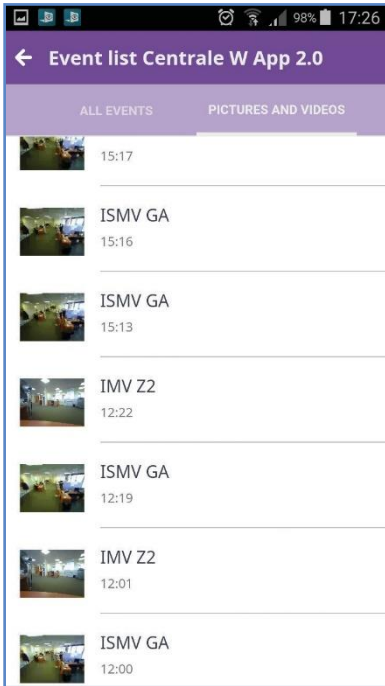 98% 17:26
Event list Centrale W App 2.0
ALL EVENTS PICTURES AND VIDEOS
15:17
ISMV GA
15:16
ISMV GA
15:13
IMV Z2
12:22
ISMV GA
12:19
IMV Z2
12:01
ISMV GA
12:00